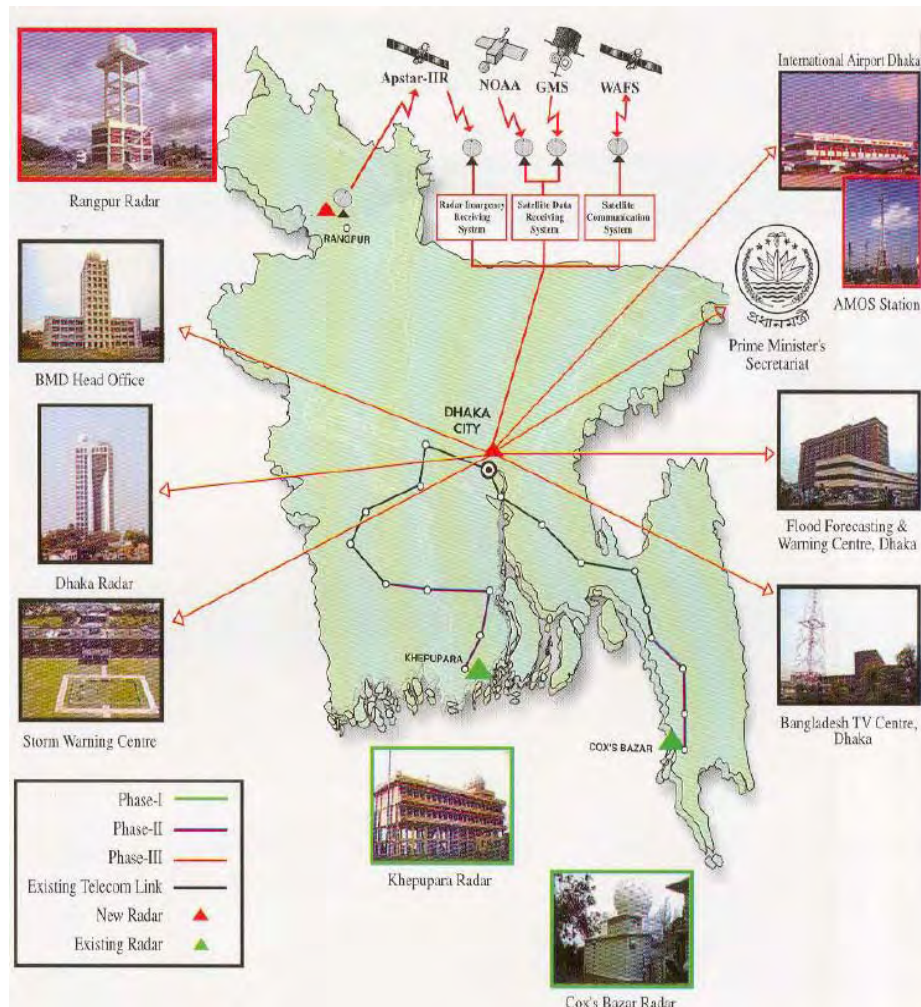 Apstar-IIR
NOAA
GMS
WAFS
International Airport Dhaka
Rangpur Radar
RANGPUR
Radar Imagery
Receiving
System
Satellite Data
Receiving
System
Satellite
Communication
System
AMOS Station
প্রধানমন্ত্রী
Prime Minister's
Secretariat
BMD Head Office
DHAKA
CITY
Flood Forecasting &
Warning Centre, Dhaka
Dhaka Radar
KHEPUPARA
COX'S BAZAR
Storm Warning Centre
Bangladesh TV Centre,
Dhaka
Phase-I
Phase-II
Phase-III
Existing Telecom Link
New Radar
Existing Radar
Khepupara Radar
Cox's Bazar Radar